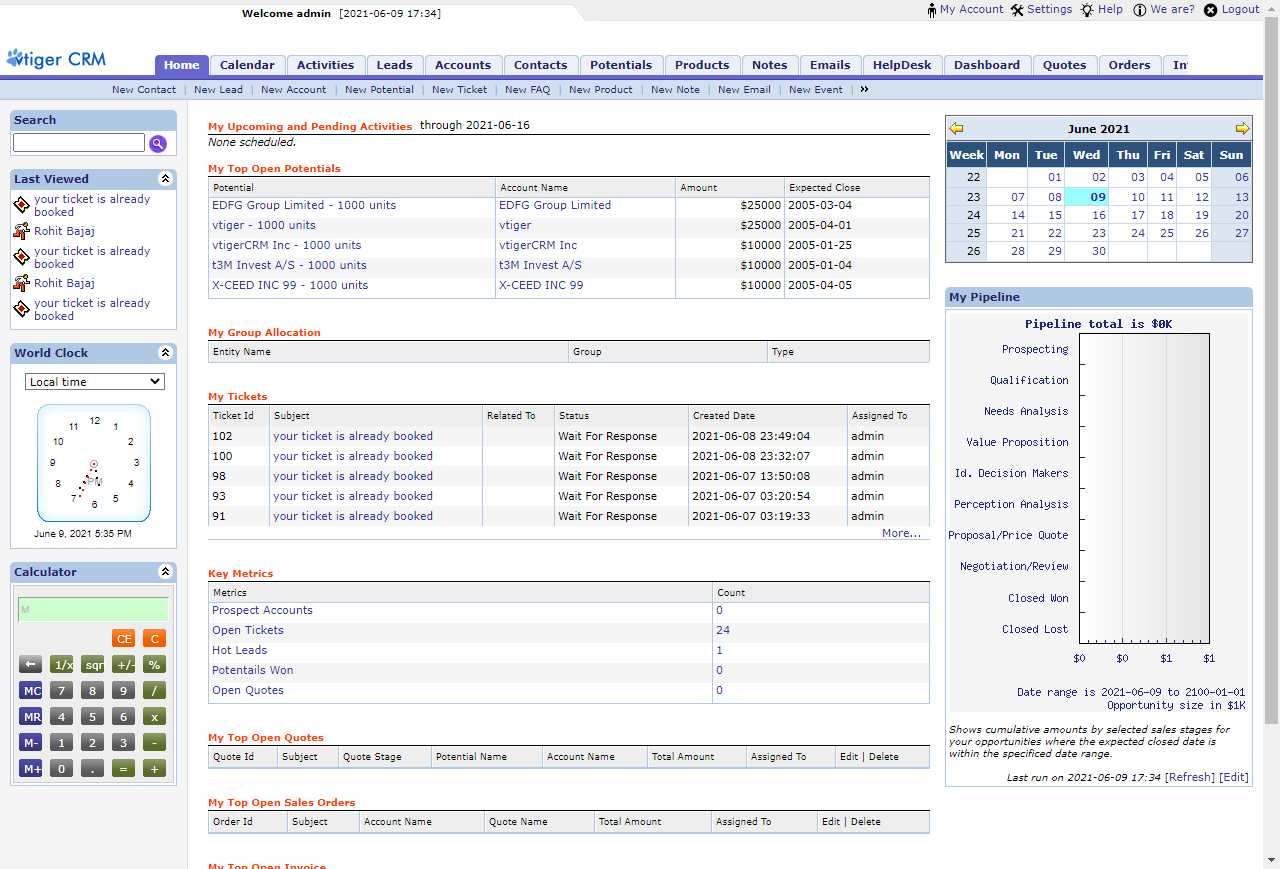 Welcome admin [2021-06-09 17:34]
My Account Settings Help We are? Logout
vtiger CRM
Home Calendar Activities Leads Accounts Contacts Potentials Products Notes Emails HelpDesk Dashboard Quotes Orders In
New Contact | New Lead | New Account | New Potential | New Ticket | New FAQ | New Product | New Note | New Email | New Event | »
Search
Last Viewed
your ticket is already
booked
Rohit Bajaj
your ticket is already
booked
Rohit Bajaj
your ticket is already
booked
World Clock
Local time
12
11 1
10 2
9 3
PM
8 4
7 5
6
June 9, 2021 5:35 PM
Calculator
M
CE C
← 1/x sqr +/- %
MC 7 8 9 /
MR 4 5 6 x
M- 1 2 3 -
M+ 0 . = +
My Upcoming and Pending Activities through 2021-06-16
None scheduled.
My Top Open Potentials
Potential Account Name Amount Expected Close
EDFG Group Limited - 1000 units EDFG Group Limited $25000 2005-03-04
vtiger - 1000 units vtiger $25000 2005-04-01
vtigerCRM Inc - 1000 units vtigerCRM Inc $10000 2005-01-25
t3M Invest A/S - 1000 units t3M Invest A/S $10000 2005-01-04
X-CEED INC 99 - 1000 units X-CEED INC 99 $10000 2005-04-05
My Group Allocation
Entity Name Group Type
My Tickets
Ticket Id Subject Related To Status Created Date Assigned To
102 your ticket is already booked Wait For Response 2021-06-08 23:49:04 admin
100 your ticket is already booked Wait For Response 2021-06-08 23:32:07 admin
98 your ticket is already booked Wait For Response 2021-06-07 13:50:08 admin
93 your ticket is already booked Wait For Response 2021-06-07 03:20:54 admin
91 your ticket is already booked Wait For Response 2021-06-07 03:19:33 admin
More...
Key Metrics
Metrics Count
Prospect Accounts 0
Open Tickets 24
Hot Leads 1
Potentails Won 0
Open Quotes 0
My Top Open Quotes
Quote Id Subject Quote Stage Potential Name Account Name Total Amount Assigned To Edit | Delete
My Top Open Sales Orders
Order Id Subject Account Name Quote Name Total Amount Assigned To Edit | Delete
My Top Open Invoice
June 2021
Week Mon Tue Wed Thu Fri Sat Sun
22 01 02 03 04 05 06
23 07 08 09 10 11 12 13
24 14 15 16 17 18 19 20
25 21 22 23 24 25 26 27
26 28 29 30
My Pipeline
Pipeline total is $0K
Prospecting
Qualification
Needs Analysis
Value Proposition
Id. Decision Makers
Perception Analysis
Proposal/Price Quote
Negotiation/Review
Closed Won
Closed Lost
$0 $0 $1 $1
Date range is 2021-06-09 to 2100-01-01
Opportunity size in $1K
Shows cumulative amounts by selected sales stages for
your opportunities where the expected closed date is
within the specificed date range.
Last run on 2021-06-09 17:34 [Refresh] [Edit]